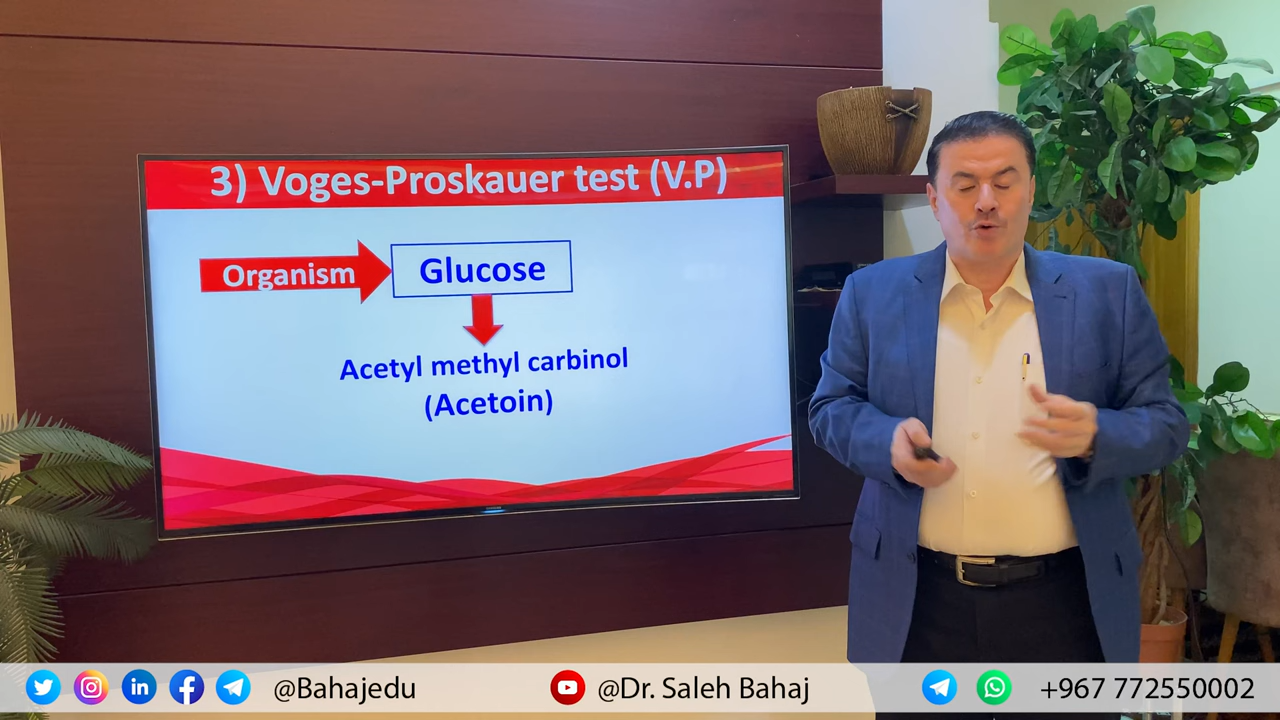 3) Voges-Proskauer test (V.P)
Organism
Glucose
Acetyl methyl carbinol
(Acetoin)
@Bahajedu
@Dr. Saleh Bahaj
+967 772550002